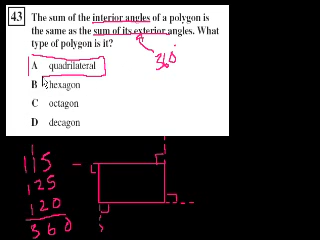 43 The sum of the interior angles of a polygon is
the same as the sum of its exterior angles. What
type of polygon is it?
360
A quadrilateral
B hexagon
C octagon
D decagon
115
125
120
360